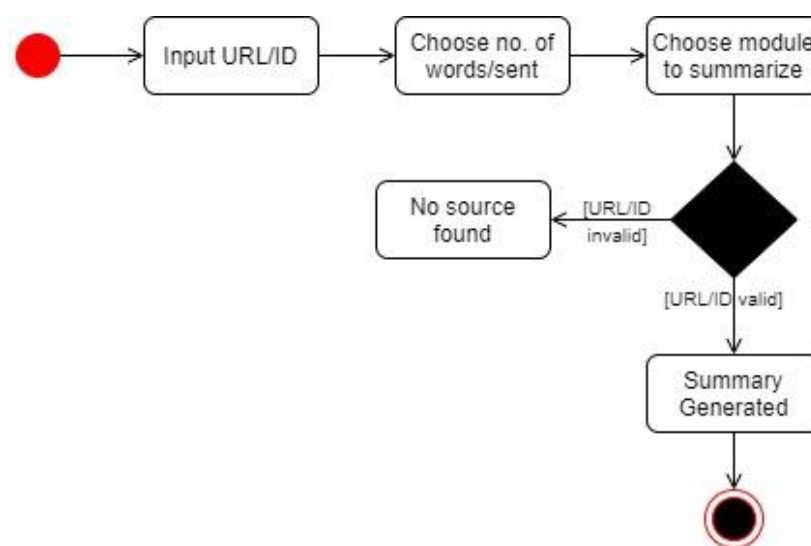 Input URL/ID
Choose no. of
words/sent
Choose module
to summarize
No source
found
[URL/ID
invalid]
[URL/ID valid]
Summary
Generated